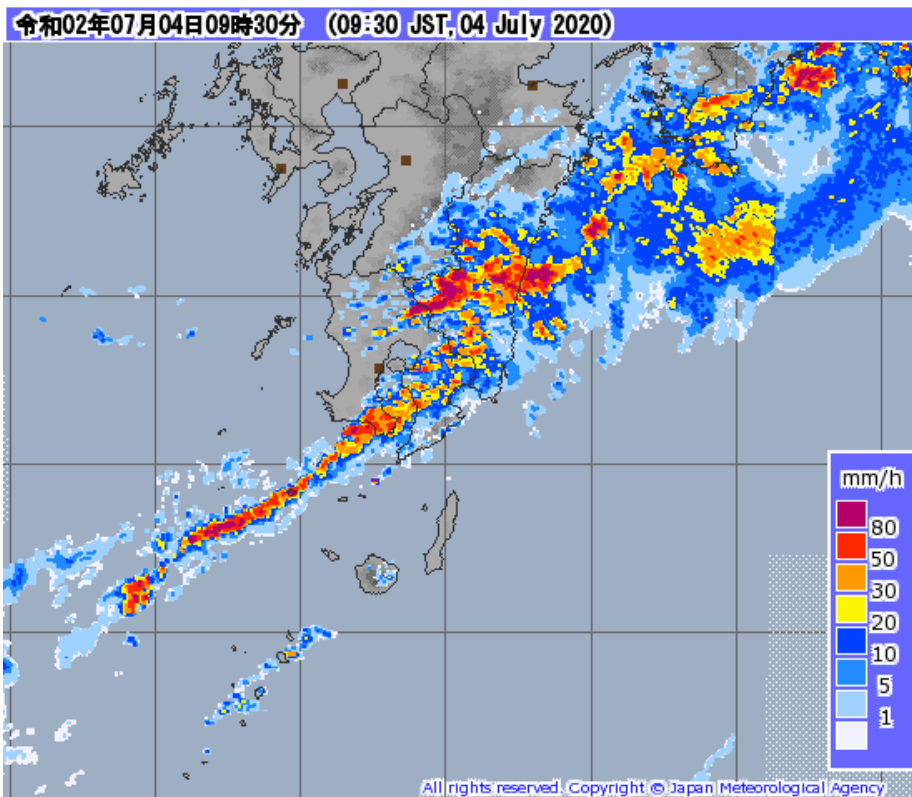 令和02年07月04日09時30分 (09:30 JST, 04 July 2020)
mm/h
80
50
30
20
10
5
1
All rights reserved. Copyright © Japan Meteorological Agency